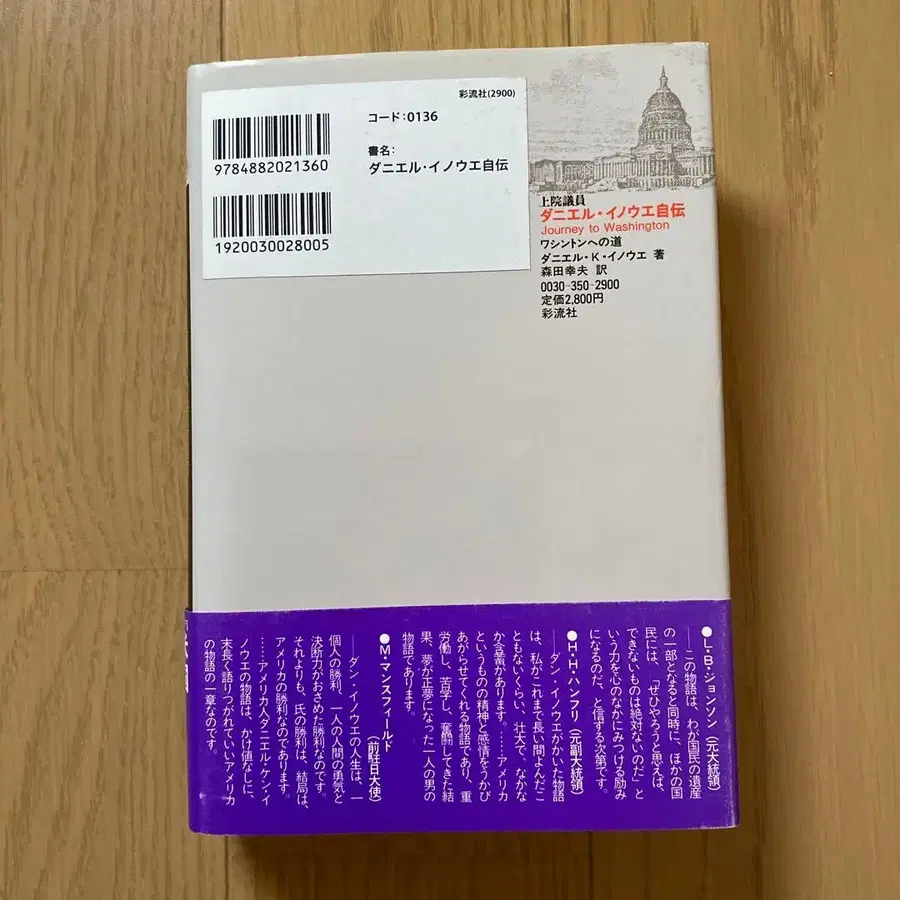 彩流社(2900)
コード:0136
書名:
ダニエル・イノウエ自伝
9784882021360
1920030028005
上院議員
ダニエル・イノウエ自伝
Journey to Washington
ワシントンへの道
ダニエル・K・イノウエ 著
森田幸夫 訳
0030-350-2900
定価2,800円
彩流社
●L・B・ジョンソン(元大統領)
──この物語は、わが国民の遺産
の一部となると同時に、ほかの国
民には、「ぜひやろうと思えば、
できないものは絶対ないのだ」と
いう力を心のなかにみつける励み
になるのだ、と信ずる次第です。
●H・H・ハンフリ(元副大統領)
──ダン・イノウエがかいた物語
は、私がこれまで長い間よんだこ
ともないくらい、壮大で、なかな
か含蓄があります。……アメリカ
というものの精神と感情をうかび
あがらせてくれる物語であり、重
労働し、苦学し、奮闘してきた結
果、夢が正夢になった一人の男の
物語であります。
●M・マンスフィールド
(前駐日大使)
──ダン・イノウエの人生は、一
個人の勝利、一人の人間の勇気と
決断力がおさめた勝利なのです。
それよりも、氏の勝利は、結局は、
アメリカの勝利なのであります。
……アメリカ人ダニエル・ケン・イ
ノウエの物語は、かけ値なしに、
末長く語りつがれていいアメリカ
の物語の一章なのです。